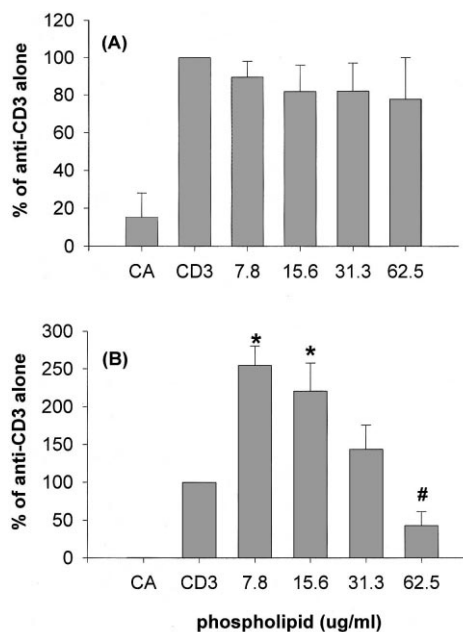 120
(A)
100
80
60
40
20
0
% of anti-CD3 alone
CA CD3 7.8 15.6 31.3 62.5
300
(B)
250
200
150
100
50
0
% of anti-CD3 alone
* *
#
CA CD3 7.8 15.6 31.3 62.5
phospholipid (ug/ml)